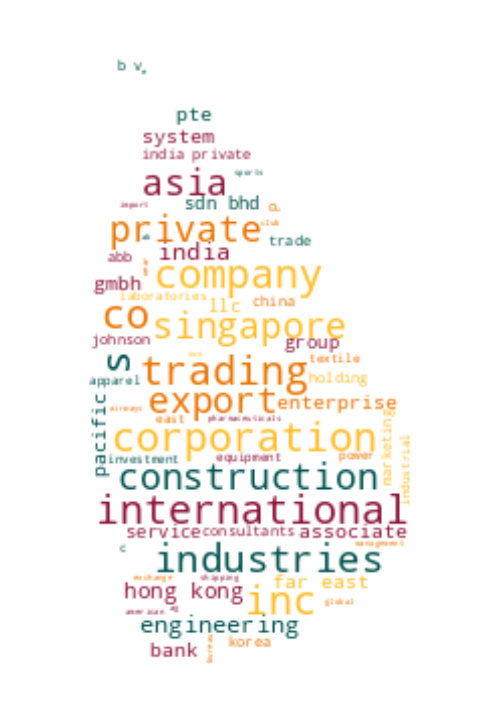 b v,
pte
system
india private
sports
asia
sdn bhd
import
p
private
club
trade
india
abb
company
gmbh
laboratories
llc
china
co
singapore
johnson
group
s
textile
trading
holding
apparel
export
enterprise
airways
east
pharmaceuticals
pacific
corporation
marketing
industrial
investment
equipment
power
construction
international
service
consultants
associate
management
c
industries
exchange
shipping
far east
hong kong
inc
global
american
ag
engineering
korea
bank